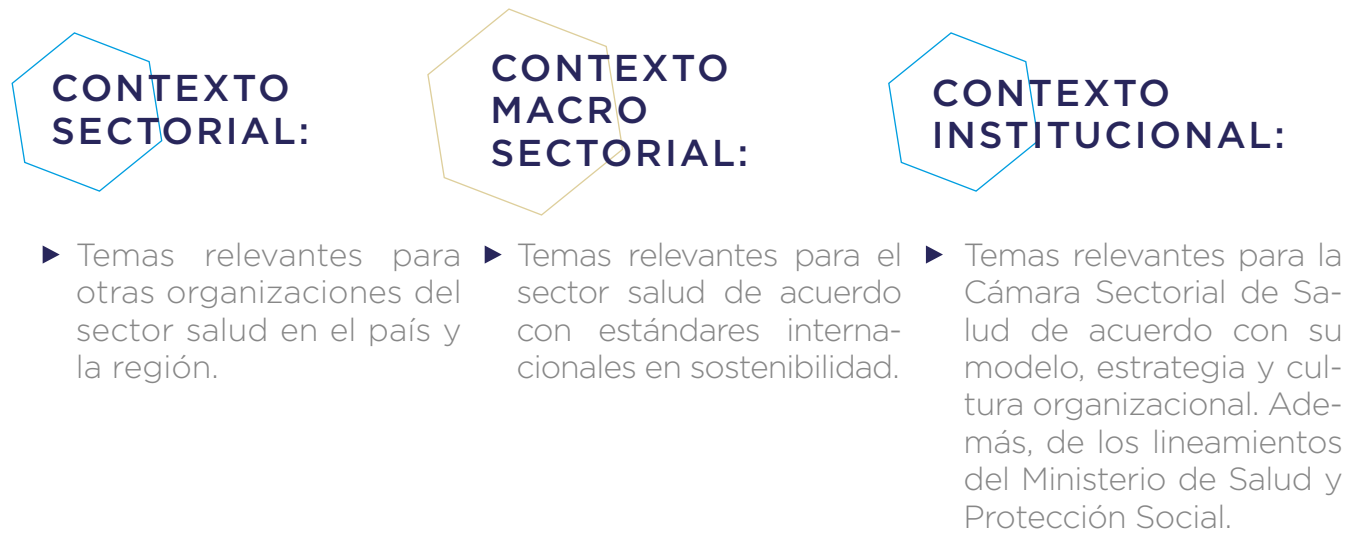 CONTEXTO
SECTORIAL:
Temas relevantes para
otras organizaciones del
sector salud en el país y
la región.
CONTEXTO
MACRO
SECTORIAL:
Temas relevantes para el
sector salud de acuerdo
con estándares interna-
cionales en sostenibilidad.
CONTEXTO
INSTITUCIONAL:
Temas relevantes para la
Cámara Sectorial de Sa-
lud de acuerdo con su
modelo, estrategia y cul-
tura organizacional. Ade-
más, de los lineamientos
del Ministerio de Salud y
Protección Social.